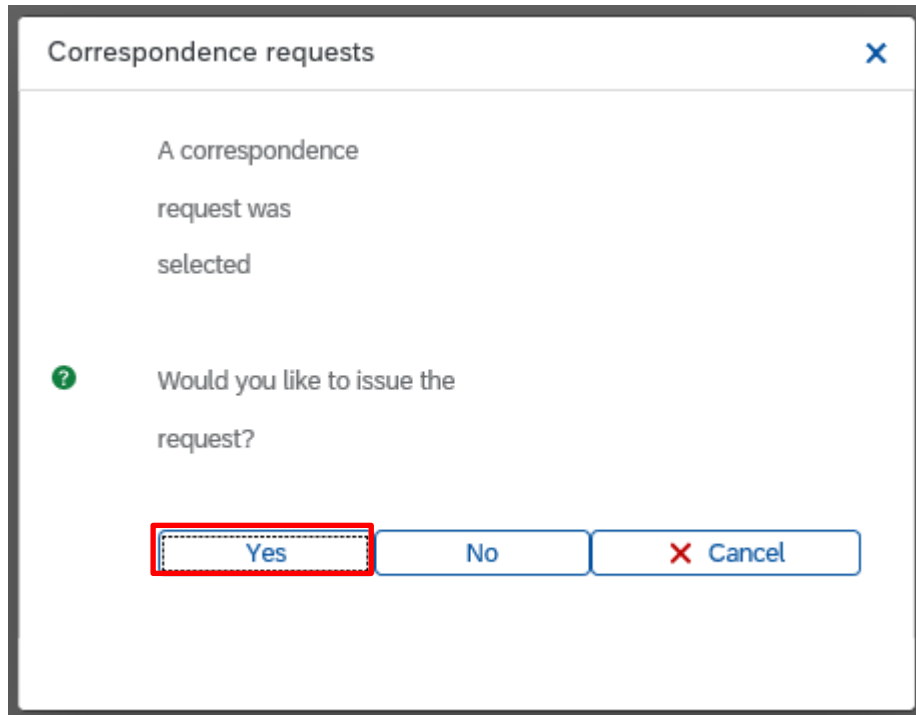 Correspondence requests
A correspondence
request was
selected
Would you like to issue the
request?
Yes
No
Cancel